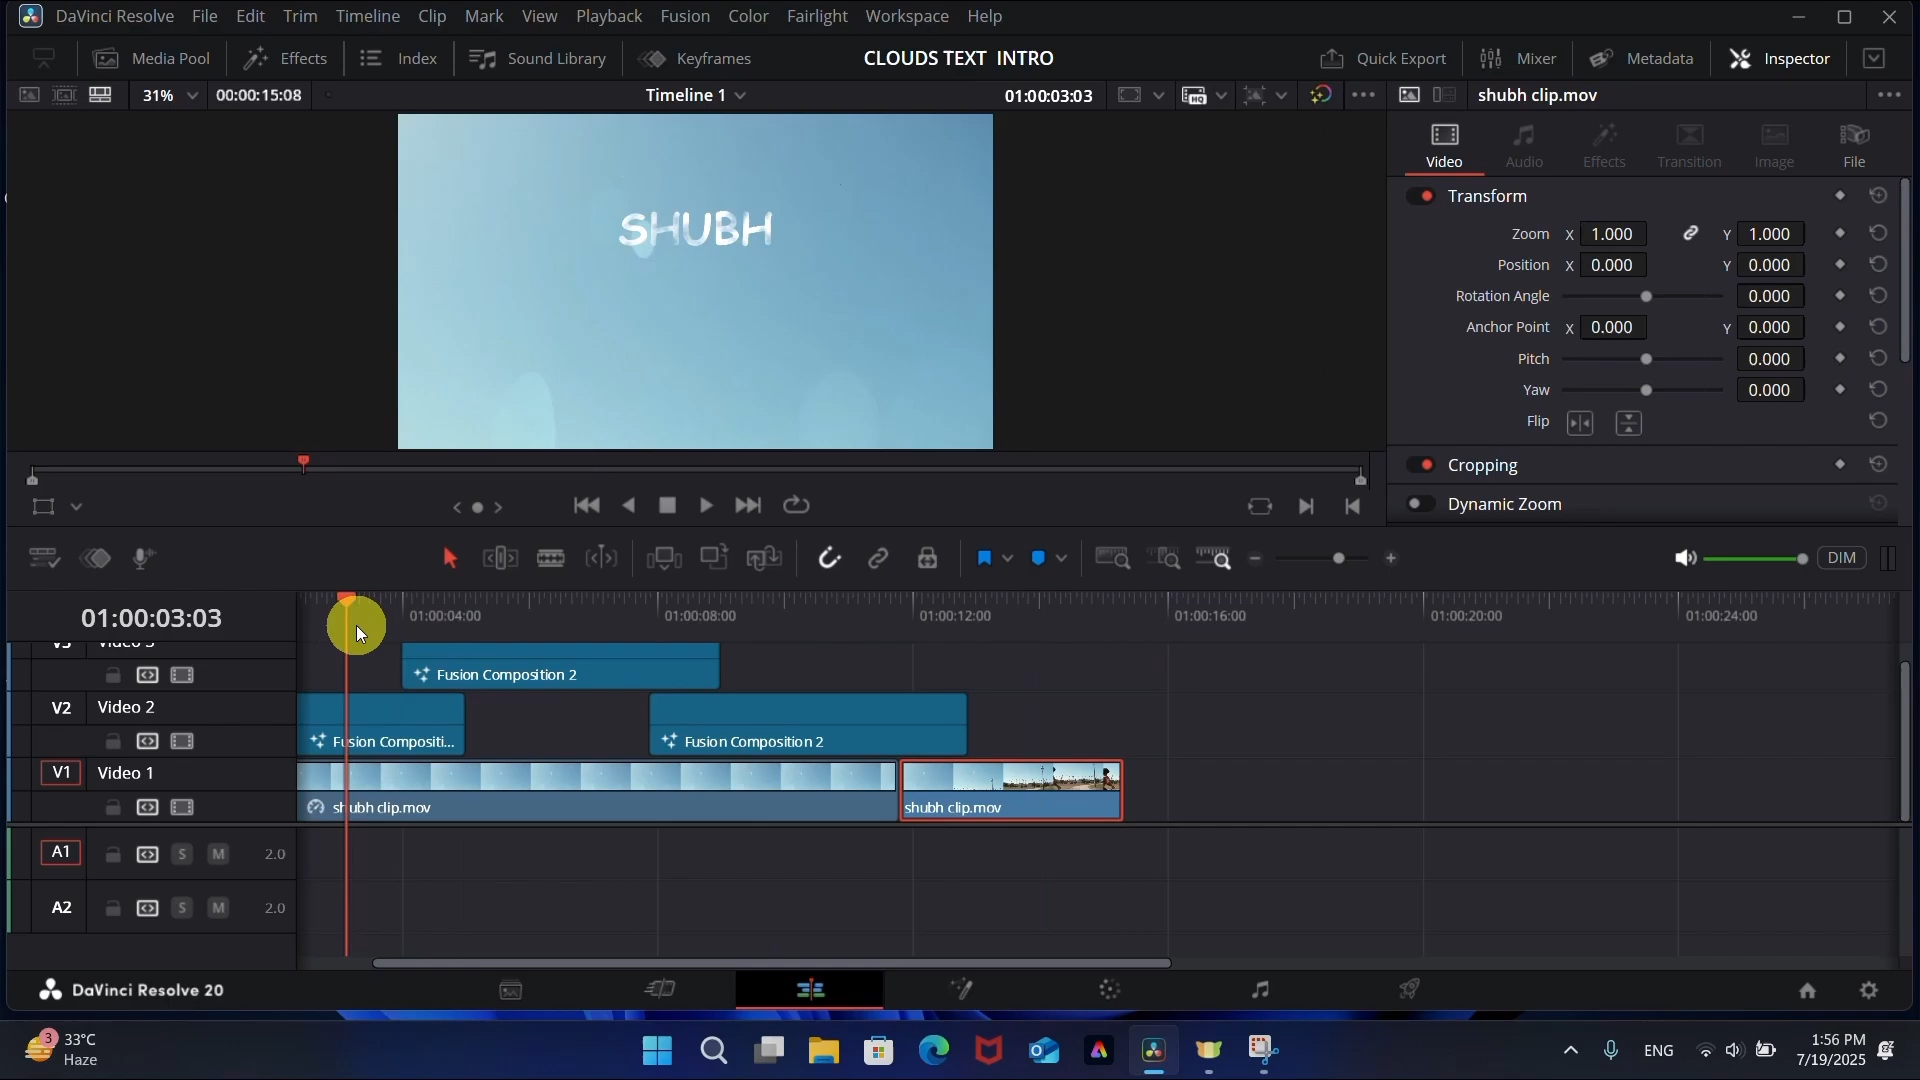 DaVinci Resolve File Edit Trim Timeline Clip Mark View Playback Fusion Color Fairlight Workspace Help
Media Pool Effects Index Sound Library Keyframes CLOUDS TEXT INTRO Quick Export Mixer Metadata Inspector
31% 00:00:15:08 Timeline 1 01:00:03:03 HQ shubh clip.mov
Video Audio Effects Transition Image File
Transform
Zoom X 1.000 Y 1.000
Position X 0.000 Y 0.000
Rotation Angle 0.000
Anchor Point X 0.000 Y 0.000
Pitch 0.000
Yaw 0.000
Flip
Cropping
Dynamic Zoom
SHUBH
DIM
01:00:03:03 01:00:04:00 01:00:08:00 01:00:12:00 01:00:16:00 01:00:20:00 01:00:24:00
V3 Video 3
Fusion Composition 2
V2 Video 2
Fusion Compositi... Fusion Composition 2
V1 Video 1
shubh clip.mov shubh clip.mov
A1 S M 2.0
A2 S M 2.0
DaVinci Resolve 20
3 33°C
Haze
ENG
1:56 PM
7/19/2025